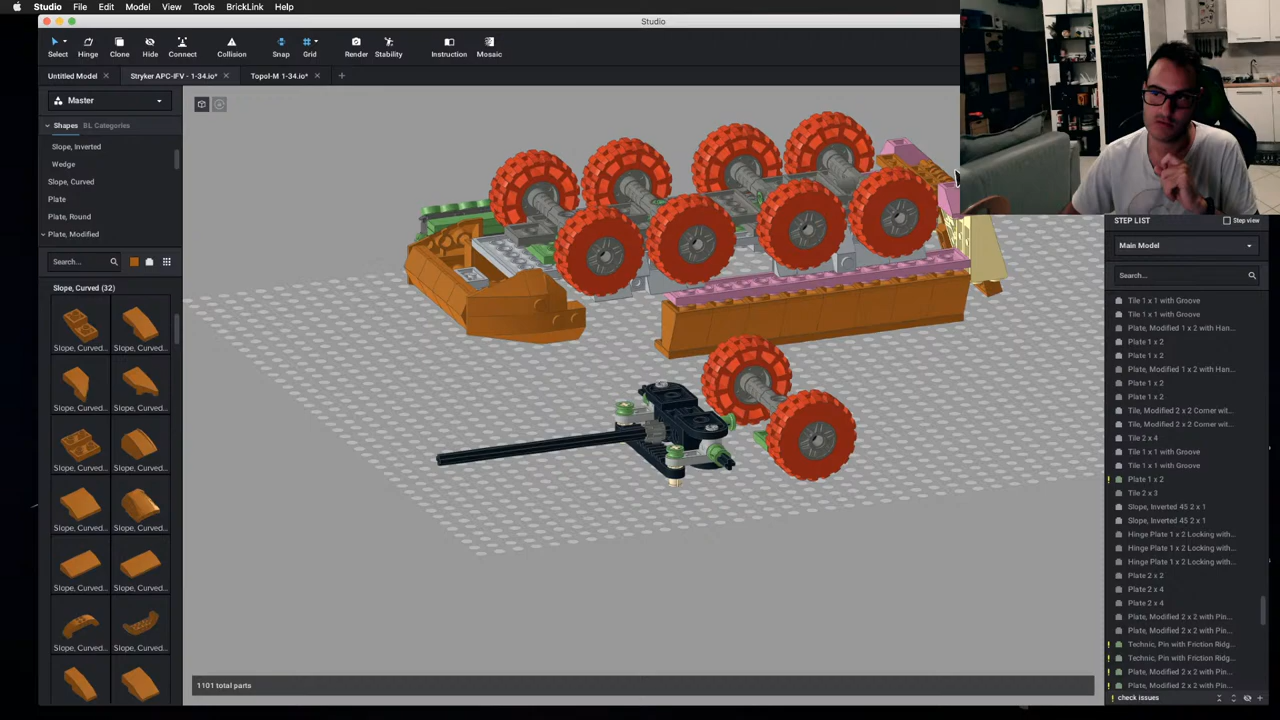 Studio File Edit Model View Tools BrickLink Help
Studio
Select Hinge Clone Hide Connect Collision Snap Grid Render Stability Instruction Mosaic
Untitled Model Stryker APC-IFV - 1-34.io* Topol-M 1-34.io*
Master
Shapes BL Categories
Slope, Inverted
Wedge
Slope, Curved
Plate
Plate, Round
Plate, Modified
Search...
Slope, Curved (32)
Slope, Curved... Slope, Curved...
Slope, Curved... Slope, Curved...
Slope, Curved... Slope, Curved...
Slope, Curved... Slope, Curved...
Slope, Curved... Slope, Curved...
Slope, Curved... Slope, Curved...
1101 total parts
STEP LIST Step view
Main Model
Search...
Tile 1 x 1 with Groove
Tile 1 x 1 with Groove
Plate, Modified 1 x 2 with Han...
Plate 1 x 2
Plate 1 x 2
Plate, Modified 1 x 2 with Han...
Plate 1 x 2
Plate 1 x 2
Tile, Modified 2 x 2 Corner wit...
Tile, Modified 2 x 2 Corner wit...
Tile 2 x 4
Tile 1 x 1 with Groove
Tile 1 x 1 with Groove
Plate 1 x 2
Tile 2 x 3
Slope, Inverted 45 2 x 1
Slope, Inverted 45 2 x 1
Hinge Plate 1 x 2 Locking with...
Hinge Plate 1 x 2 Locking with...
Hinge Plate 1 x 2 Locking with...
Plate 2 x 2
Plate 2 x 4
Plate 2 x 4
Plate, Modified 2 x 2 with Pin...
Plate, Modified 2 x 2 with Pin...
Technic, Pin with Friction Ridg...
Technic, Pin with Friction Ridg...
Plate, Modified 2 x 2 with Pin...
Plate, Modified 2 x 2 with Pin...
check issues